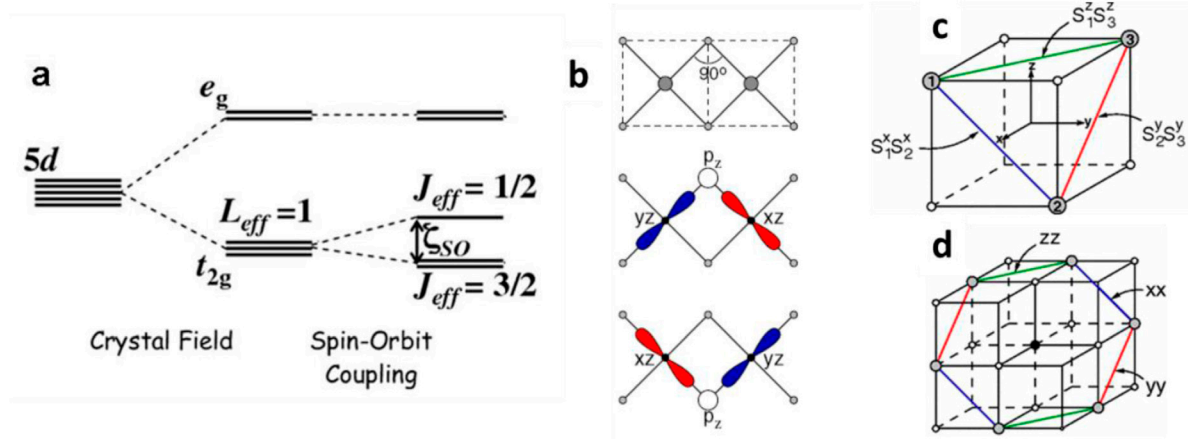 a
5d
e_g
L_eff = 1
t_2g
J_eff = 1/2
ζ_SO
J_eff = 3/2
Crystal Field
Spin-Orbit
Coupling
b
90°
p_z
yz
xz
xz
yz
p_z
c
S_1^z S_3^z
3
1
z
y
x
S_1^x S_2^x
S_2^y S_3^y
2
d
zz
xx
yy